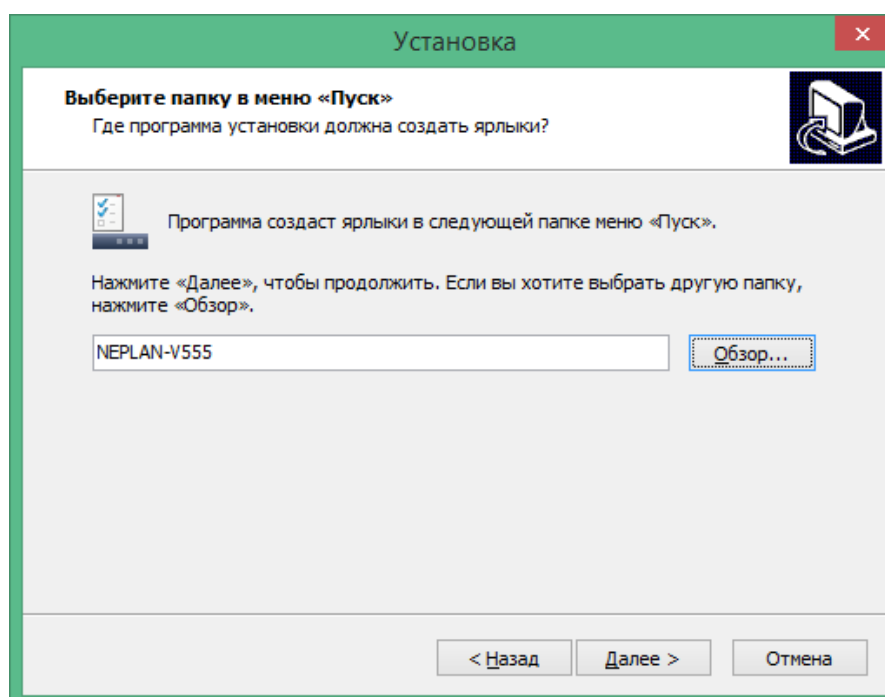 Установка
Выберите папку в меню «Пуск»
Где программа установки должна создать ярлыки?
Программа создаст ярлыки в следующей папке меню «Пуск».
Нажмите «Далее», чтобы продолжить. Если вы хотите выбрать другую папку,
нажмите «Обзор».
NEPLAN-V555
Обзор...
< Назад
Далее >
Отмена